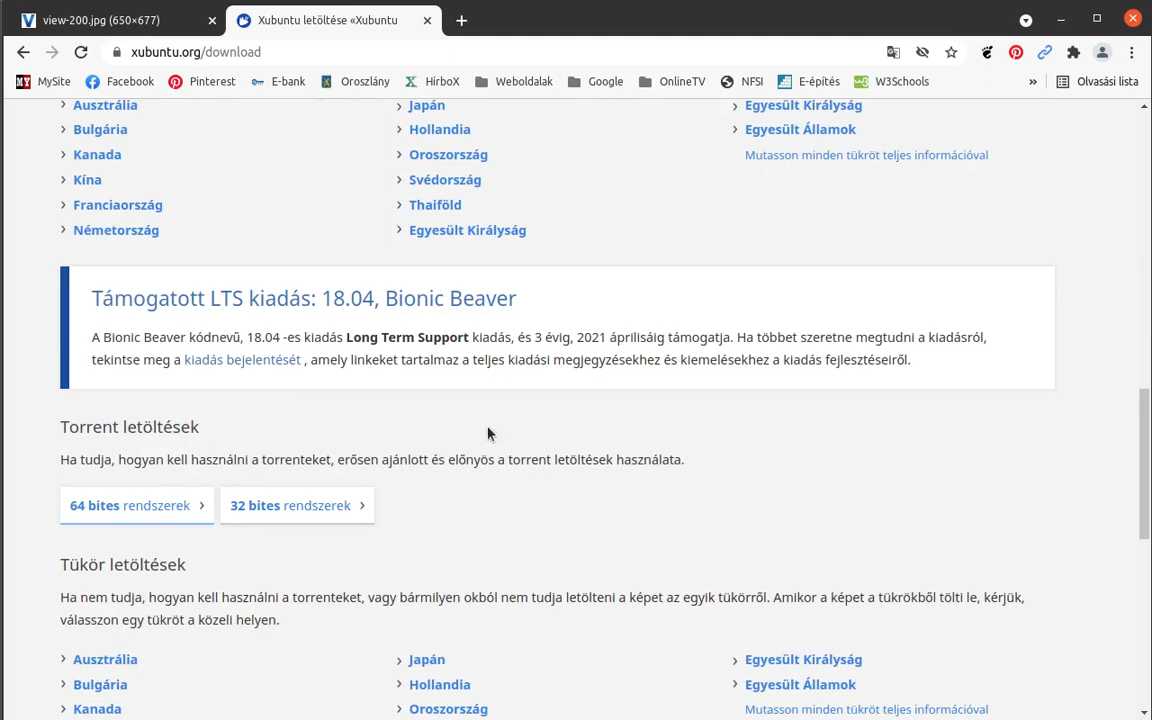 view-200.jpg (650×677)
Xubuntu letöltése «Xubuntu
xubuntu.org/download
MySite
Facebook
Pinterest
E-bank
Oroszlány
HírboX
Weboldalak
Google
OnlineTV
NFSI
E-építés
W3Schools
»
Olvasási lista
Ausztrália
Bulgária
Kanada
Kína
Franciaország
Németország
Japán
Hollandia
Oroszország
Svédország
Thaiföld
Egyesült Királyság
Egyesült Királyság
Egyesült Államok
Mutasson minden tükröt teljes információval
Támogatott LTS kiadás: 18.04, Bionic Beaver
A Bionic Beaver kódnevű, 18.04 -es kiadás Long Term Support kiadás, és 3 évig, 2021 áprilisáig támogatja. Ha többet szeretne megtudni a kiadásról,
tekintse meg a kiadás bejelentését , amely linkeket tartalmaz a teljes kiadási megjegyzésekhez és kiemelésekhez a kiadás fejlesztéseiről.
Torrent letöltések
Ha tudja, hogyan kell használni a torrenteket, erősen ajánlott és előnyös a torrent letöltések használata.
64 bites rendszerek
32 bites rendszerek
Tükör letöltések
Ha nem tudja, hogyan kell használni a torrenteket, vagy bármilyen okból nem tudja letölteni a képet az egyik tükörről. Amikor a képet a tükrökből tölti le, kérjük,
válasszon egy tükröt a közeli helyen.
Ausztrália
Bulgária
Kanada
Japán
Hollandia
Oroszország
Egyesült Királyság
Egyesült Államok
Mutasson minden tükröt teljes információval